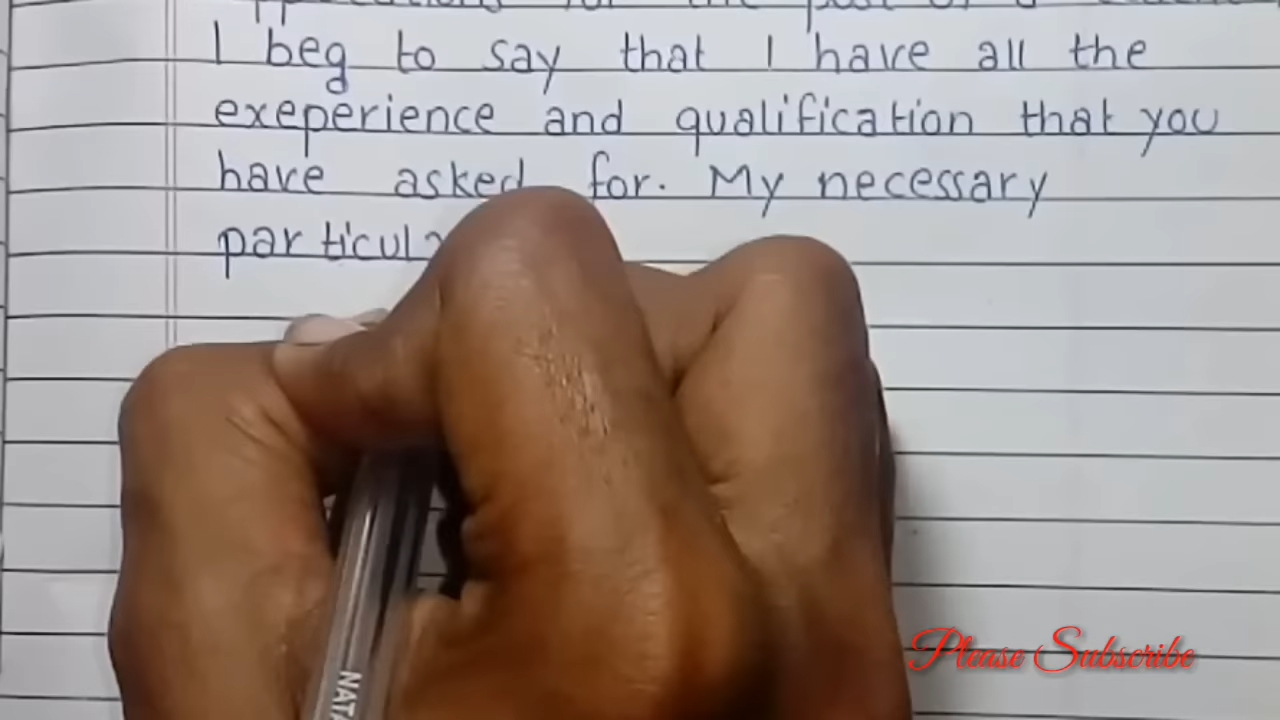 I beg to say that I have all the
exeperience and qualification that you
have asked for. My necessary
Please Subscribe